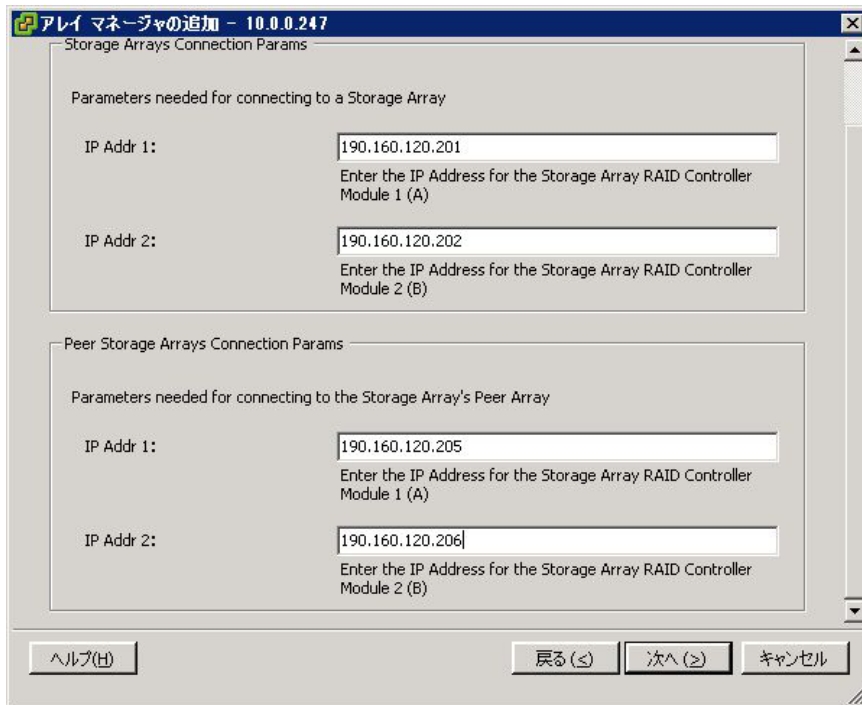 アレイ マネージャの追加 - 10.0.0.247
Storage Arrays Connection Params
Parameters needed for connecting to a Storage Array
IP Addr 1:
190.160.120.201
Enter the IP Address for the Storage Array RAID Controller
Module 1 (A)
IP Addr 2:
190.160.120.202
Enter the IP Address for the Storage Array RAID Controller
Module 2 (B)
Peer Storage Arrays Connection Params
Parameters needed for connecting to the Storage Array's Peer Array
IP Addr 1:
190.160.120.205
Enter the IP Address for the Storage Array RAID Controller
Module 1 (A)
IP Addr 2:
190.160.120.206
Enter the IP Address for the Storage Array RAID Controller
Module 2 (B)
ヘルプ(H)
戻る(≤)
次へ(≥)
キャンセル